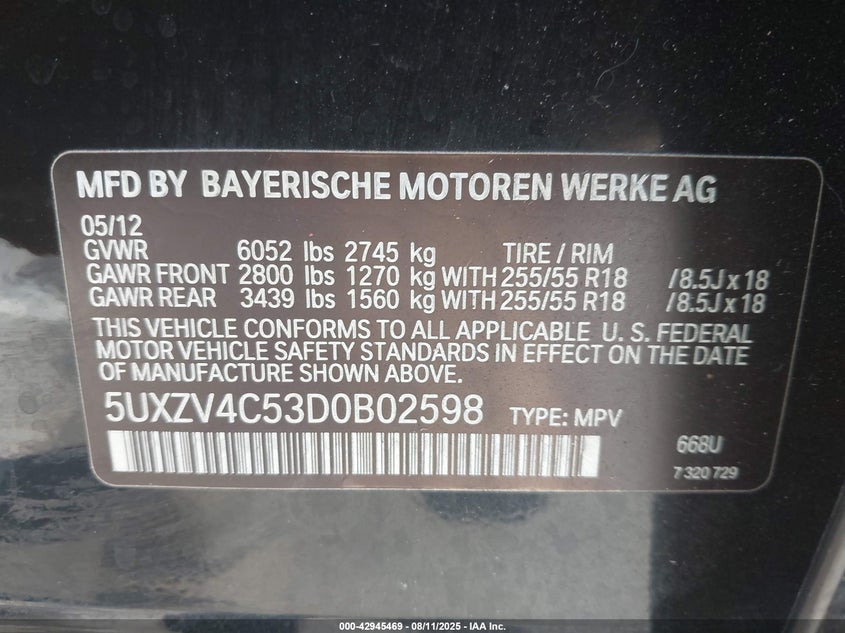 MFD BY BAYERISCHE MOTOREN WERKE AG
05/12
GVWR 6052 lbs 2745 kg TIRE / RIM
GAWR FRONT 2800 lbs 1270 kg WITH 255/55 R18 /8.5J x 18
GAWR REAR 3439 lbs 1560 kg WITH 255/55 R18 /8.5J x 18
THIS VEHICLE CONFORMS TO ALL APPLICABLE U. S. FEDERAL
MOTOR VEHICLE SAFETY STANDARDS IN EFFECT ON THE DATE
OF MANUFACTURE SHOWN ABOVE.
5UXZV4C53D0B02598 TYPE: MPV
668U
7 320 729
000-42945469 - 08/11/2025 - IAA Inc.